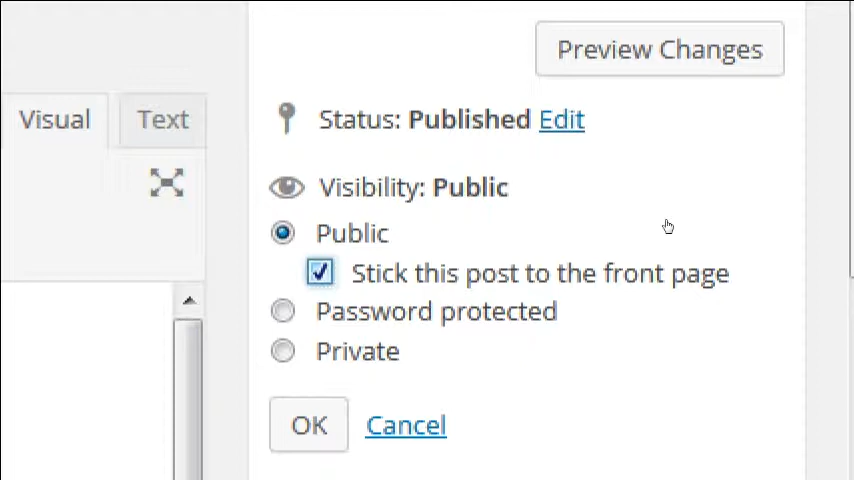 Preview Changes
Visual Text
Status: Published Edit
Visibility: Public
Public
Stick this post to the front page
Password protected
Private
OK Cancel